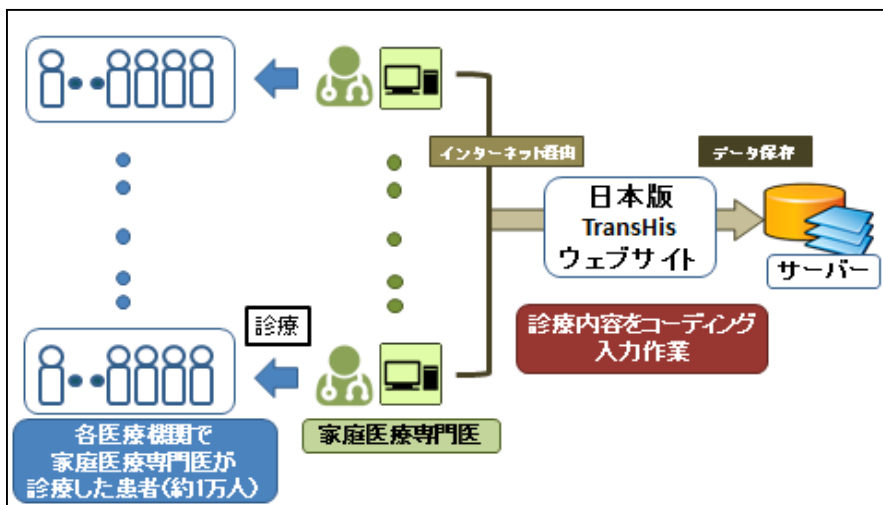 インターネット経由
データ保存
日本版
TransHis
ウェブサイト
サーバー
診療
診療内容をコーディング
入力作業
各医療機関で
家庭医療専門医が
診療した患者(約1万人)
家庭医療専門医